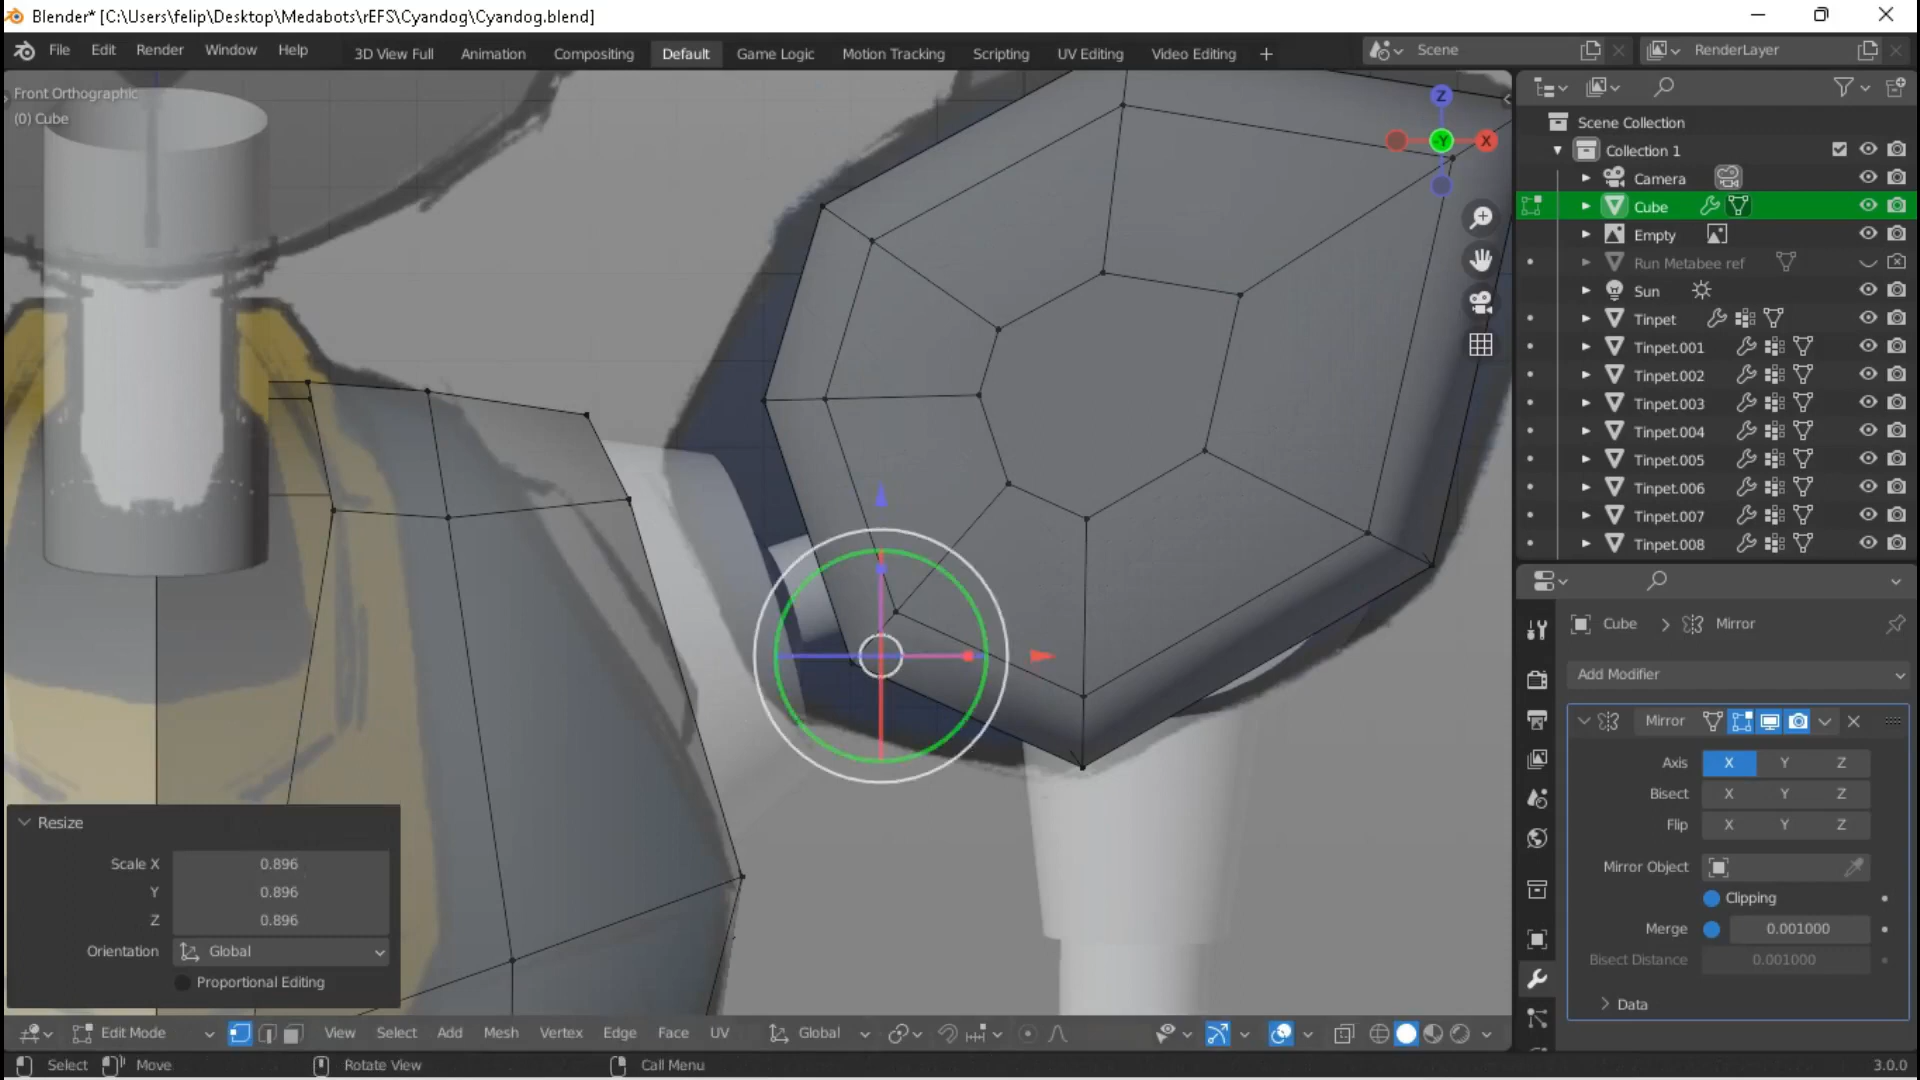 Blender* [C:\Users\felip\Desktop\Medabots\rEFS\Cyandog\Cyandog.blend]
File Edit Render Window Help 3D View Full Animation Compositing Default Game Logic Motion Tracking Scripting UV Editing Video Editing + Scene RenderLayer
Front Orthographic
(0) Cube
Z
Y
X
Scene Collection
Collection 1
Camera
Cube
Empty
Run Metabee ref
Sun
Tinpet
Tinpet.001
Tinpet.002
Tinpet.003
Tinpet.004
Tinpet.005
Tinpet.006
Tinpet.007
Tinpet.008
Cube > Mirror
Add Modifier
Mirror
Axis X Y Z
Bisect X Y Z
Flip X Y Z
Mirror Object
Clipping
Merge 0.001000
Bisect Distance 0.001000
Data
Resize
Scale X 0.896
Y 0.896
Z 0.896
Orientation Global
Proportional Editing
Edit Mode View Select Add Mesh Vertex Edge Face UV Global
Select Move Rotate View Call Menu 3.0.0